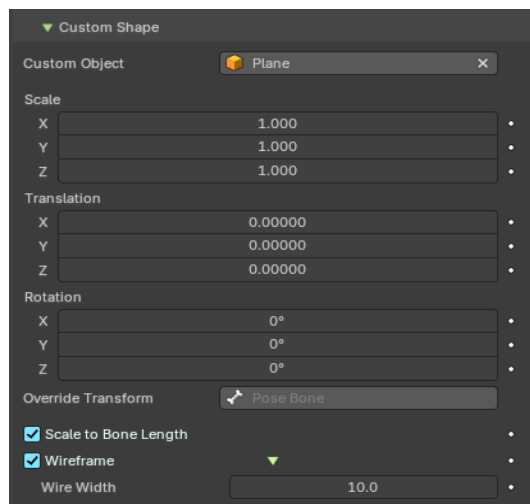 Custom Shape
Custom Object Plane
Scale
X 1.000
Y 1.000
Z 1.000
Translation
X 0.00000
Y 0.00000
Z 0.00000
Rotation
X 0°
Y 0°
Z 0°
Override Transform Pose Bone
Scale to Bone Length
Wireframe
Wire Width 10.0